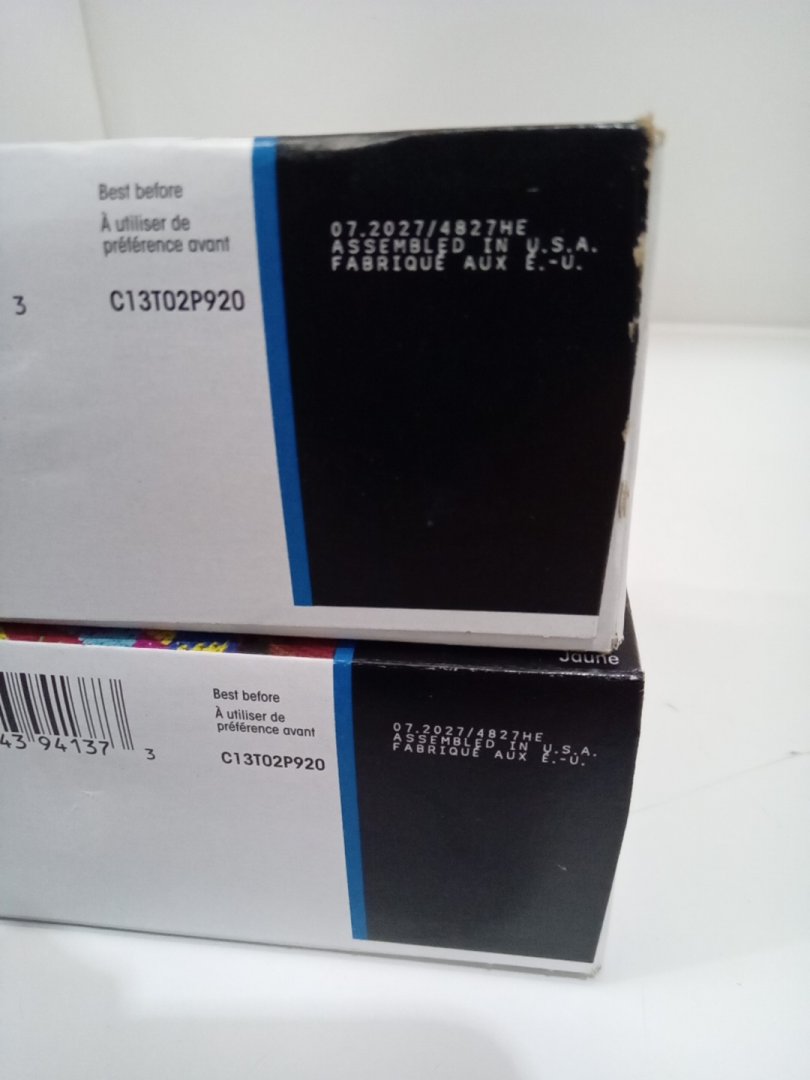 Best before
À utiliser de
préférence avant
3
C13T02P920
07.2027/4827HE
ASSEMBLED IN U.S.A.
FABRIQUÉ AUX É.-U.
Jaune
43 94137 3
Best before
À utiliser de
préférence avant
C13T02P920
07.2027/4827HE
ASSEMBLED IN U.S.A.
FABRIQUÉ AUX É.-U.